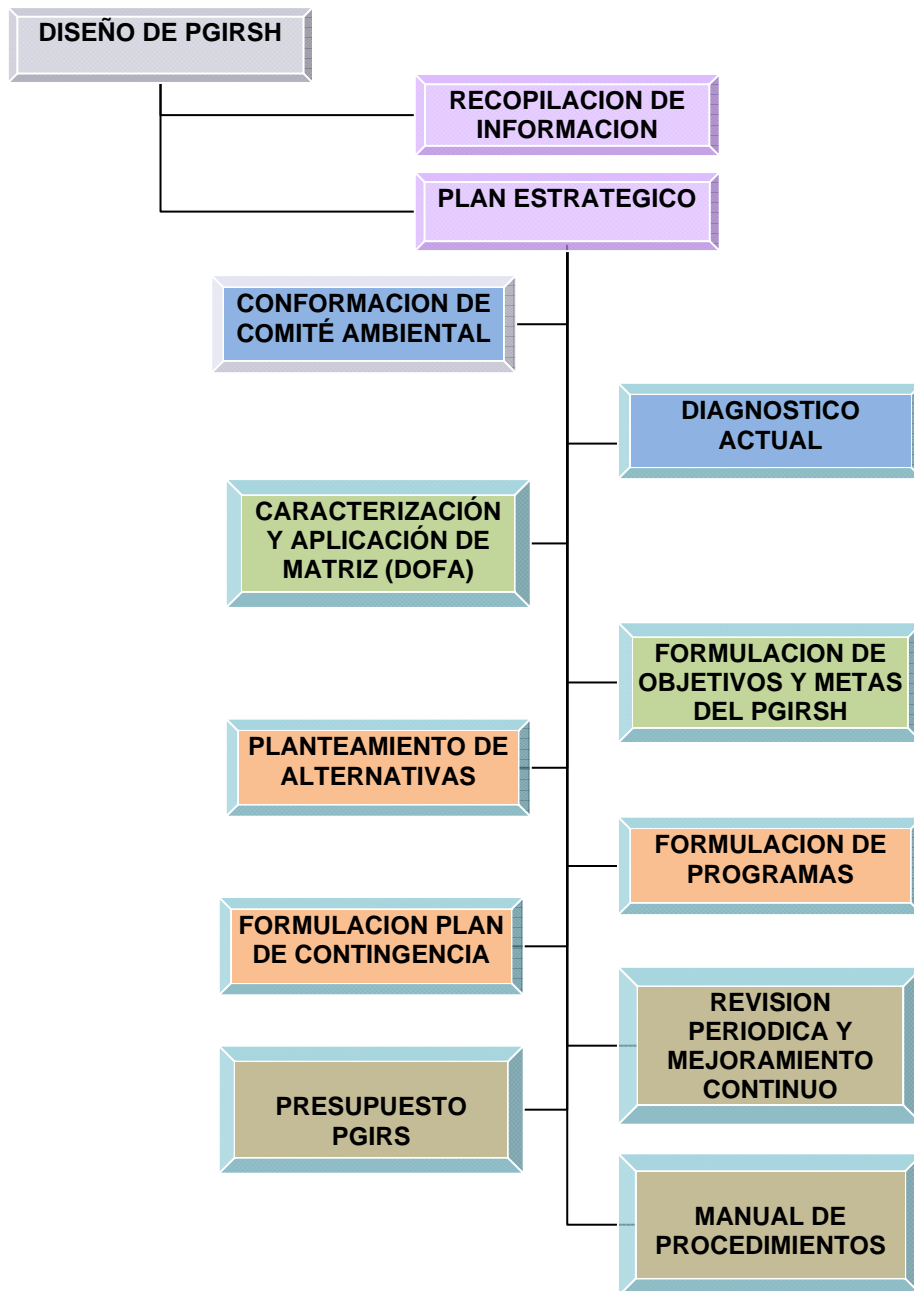 DISEÑO DE PGIRSH
RECOPILACION DE
INFORMACION
PLAN ESTRATEGICO
CONFORMACION DE
COMITÉ AMBIENTAL
DIAGNOSTICO
ACTUAL
CARACTERIZACIÓN
Y APLICACIÓN DE
MATRIZ (DOFA)
FORMULACION DE
OBJETIVOS Y METAS
DEL PGIRSH
PLANTEAMIENTO DE
ALTERNATIVAS
FORMULACION DE
PROGRAMAS
FORMULACION PLAN
DE CONTINGENCIA
REVISION
PERIODICA Y
MEJORAMIENTO
CONTINUO
PRESUPUESTO
PGIRS
MANUAL DE
PROCEDIMIENTOS